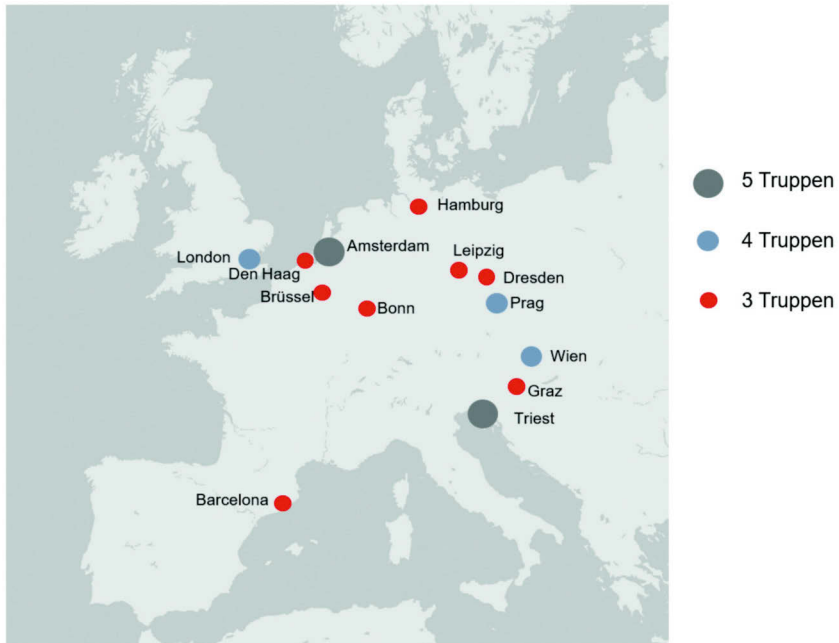 Hamburg
Amsterdam
London
Den Haag
Leipzig
Dresden
Brüssel
Prag
Bonn
Wien
Graz
Triest
Barcelona
5 Truppen
4 Truppen
3 Truppen